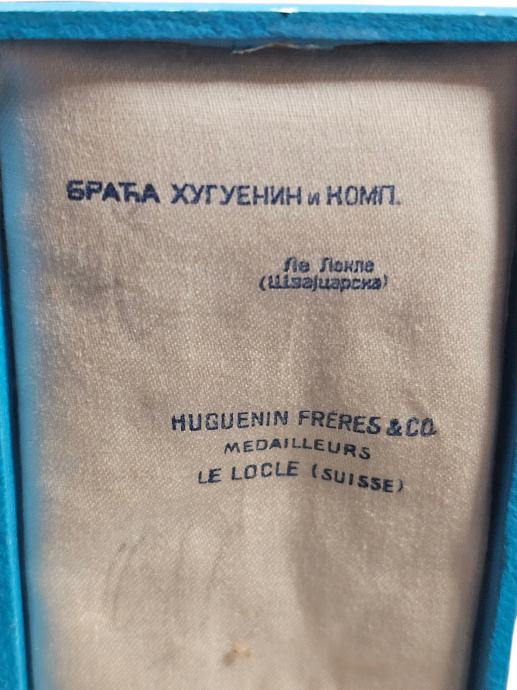 БРАЋА ХУГУЕНИН и КОМП.
Ле Локле
(Швајцарска)
HUGUENIN FRÈRES & CO.
MEDAILLEURS
LE LOCLE (SUISSE)